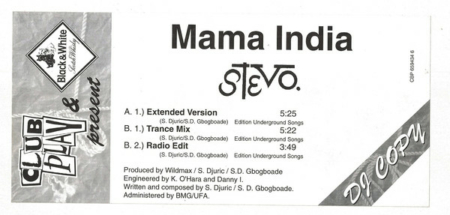 Black&White
Scotch Whisky
CLUB
PLAY &
present
Mama India
STEVO.
A. 1.) Extended Version 5:25
(S. Djuric/S.D. Gbogboade) Edition Underground Songs
B. 1.) Trance Mix 5:22
(S. Djuric/S.D. Gbogboade) Edition Underground Songs
B. 2.) Radio Edit 3:49
(S. Djuric/S.D. Gbogboade) Edition Underground Songs
Produced by Wildmax / S. Djuric / S.D. Gbogboade
Engineered by K. O'Hara and Danny I.
Written and composed by S. Djuric / S. D. Gbogboade.
Administered by BMG/UFA.
DJ COPY